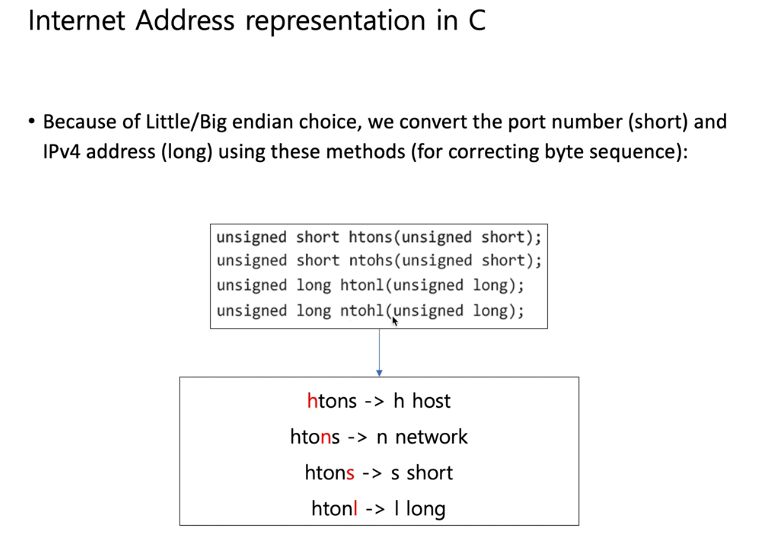 Internet Address representation in C
• Because of Little/Big endian choice, we convert the port number (short) and
IPv4 address (long) using these methods (for correcting byte sequence):
unsigned short htons(unsigned short);
unsigned short ntohs(unsigned short);
unsigned long htonl(unsigned long);
unsigned long ntohl(unsigned long);
htons -> h host
htons -> n network
htons -> s short
htonl -> l long